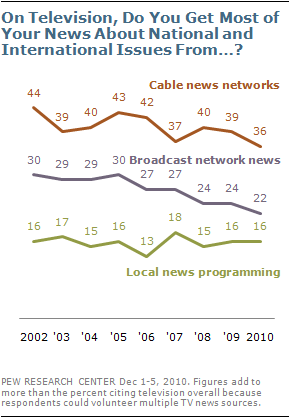 On Television, Do You Get Most of
Your News About National and
International Issues From...?
Cable news networks
44 39 40 43 42 37 40 39 36
Broadcast network news
30 29 29 30 27 27 24 24 22
16 17 15 16 13 18 15 16 16
Local news programming
2002 '03 '04 '05 '06 '07 '08 '09 2010
PEW RESEARCH CENTER Dec 1-5, 2010. Figures add to
more than the percent citing television overall because
respondents could volunteer multiple TV news sources.